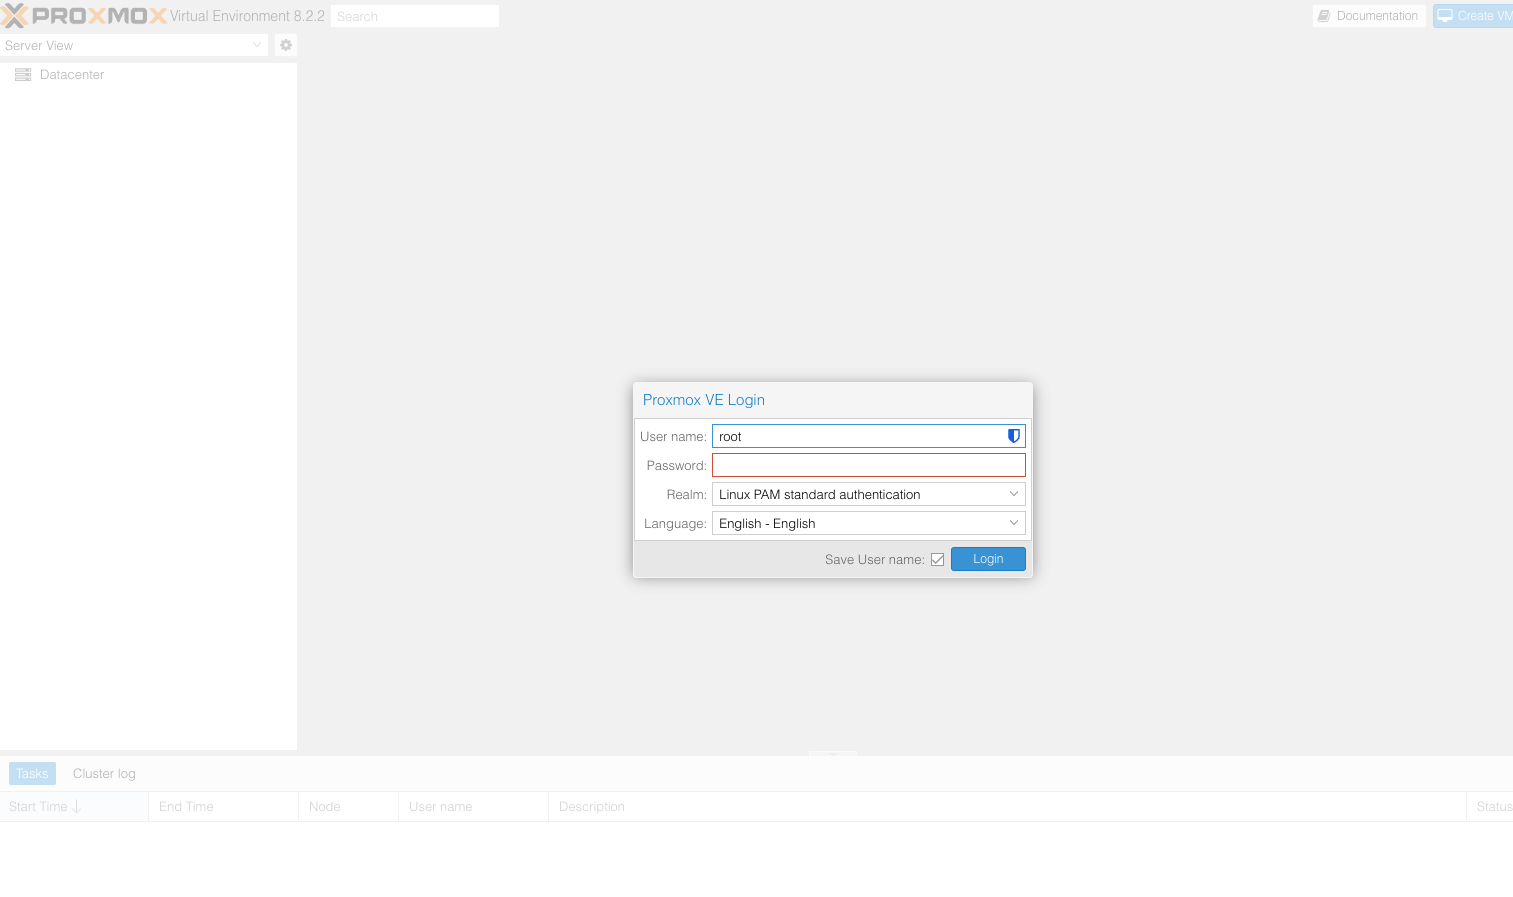 PROXMOX Virtual Environment 8.2.2 Search Documentation Create VM
Server View
Datacenter
Proxmox VE Login
User name: root
Password:
Realm: Linux PAM standard authentication
Language: English - English
Save User name: Login
Tasks Cluster log
Start Time End Time Node User name Description Status